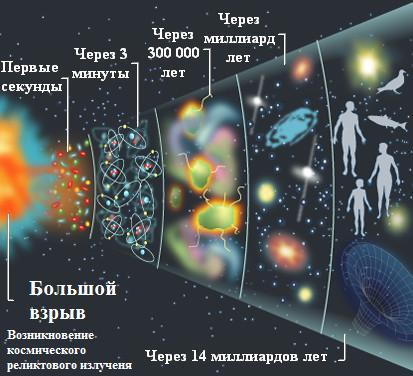 Первые
секунды
Через 3
минуты
Через
300 000
лет
Через
миллиард
лет
Большой
взрыв
Возникновение
космического
реликтового излученя
Через 14 миллиардов лет